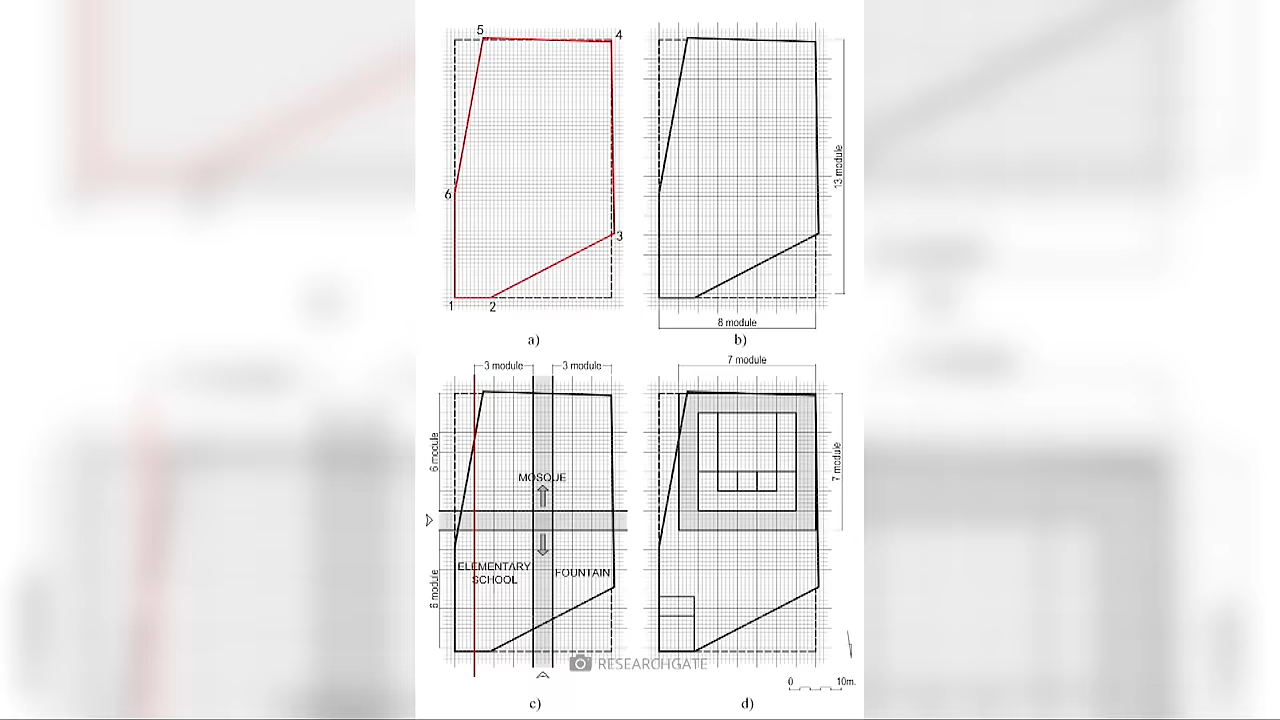 5
4
6
3
1
2
a)
13 module
8 module
b)
3 module
3 module
6 module
6 module
MOSQUE
ELEMENTARY
SCHOOL
FOUNTAIN
c)
7 module
7 module
0
10m.
d)
RESEARCHGATE